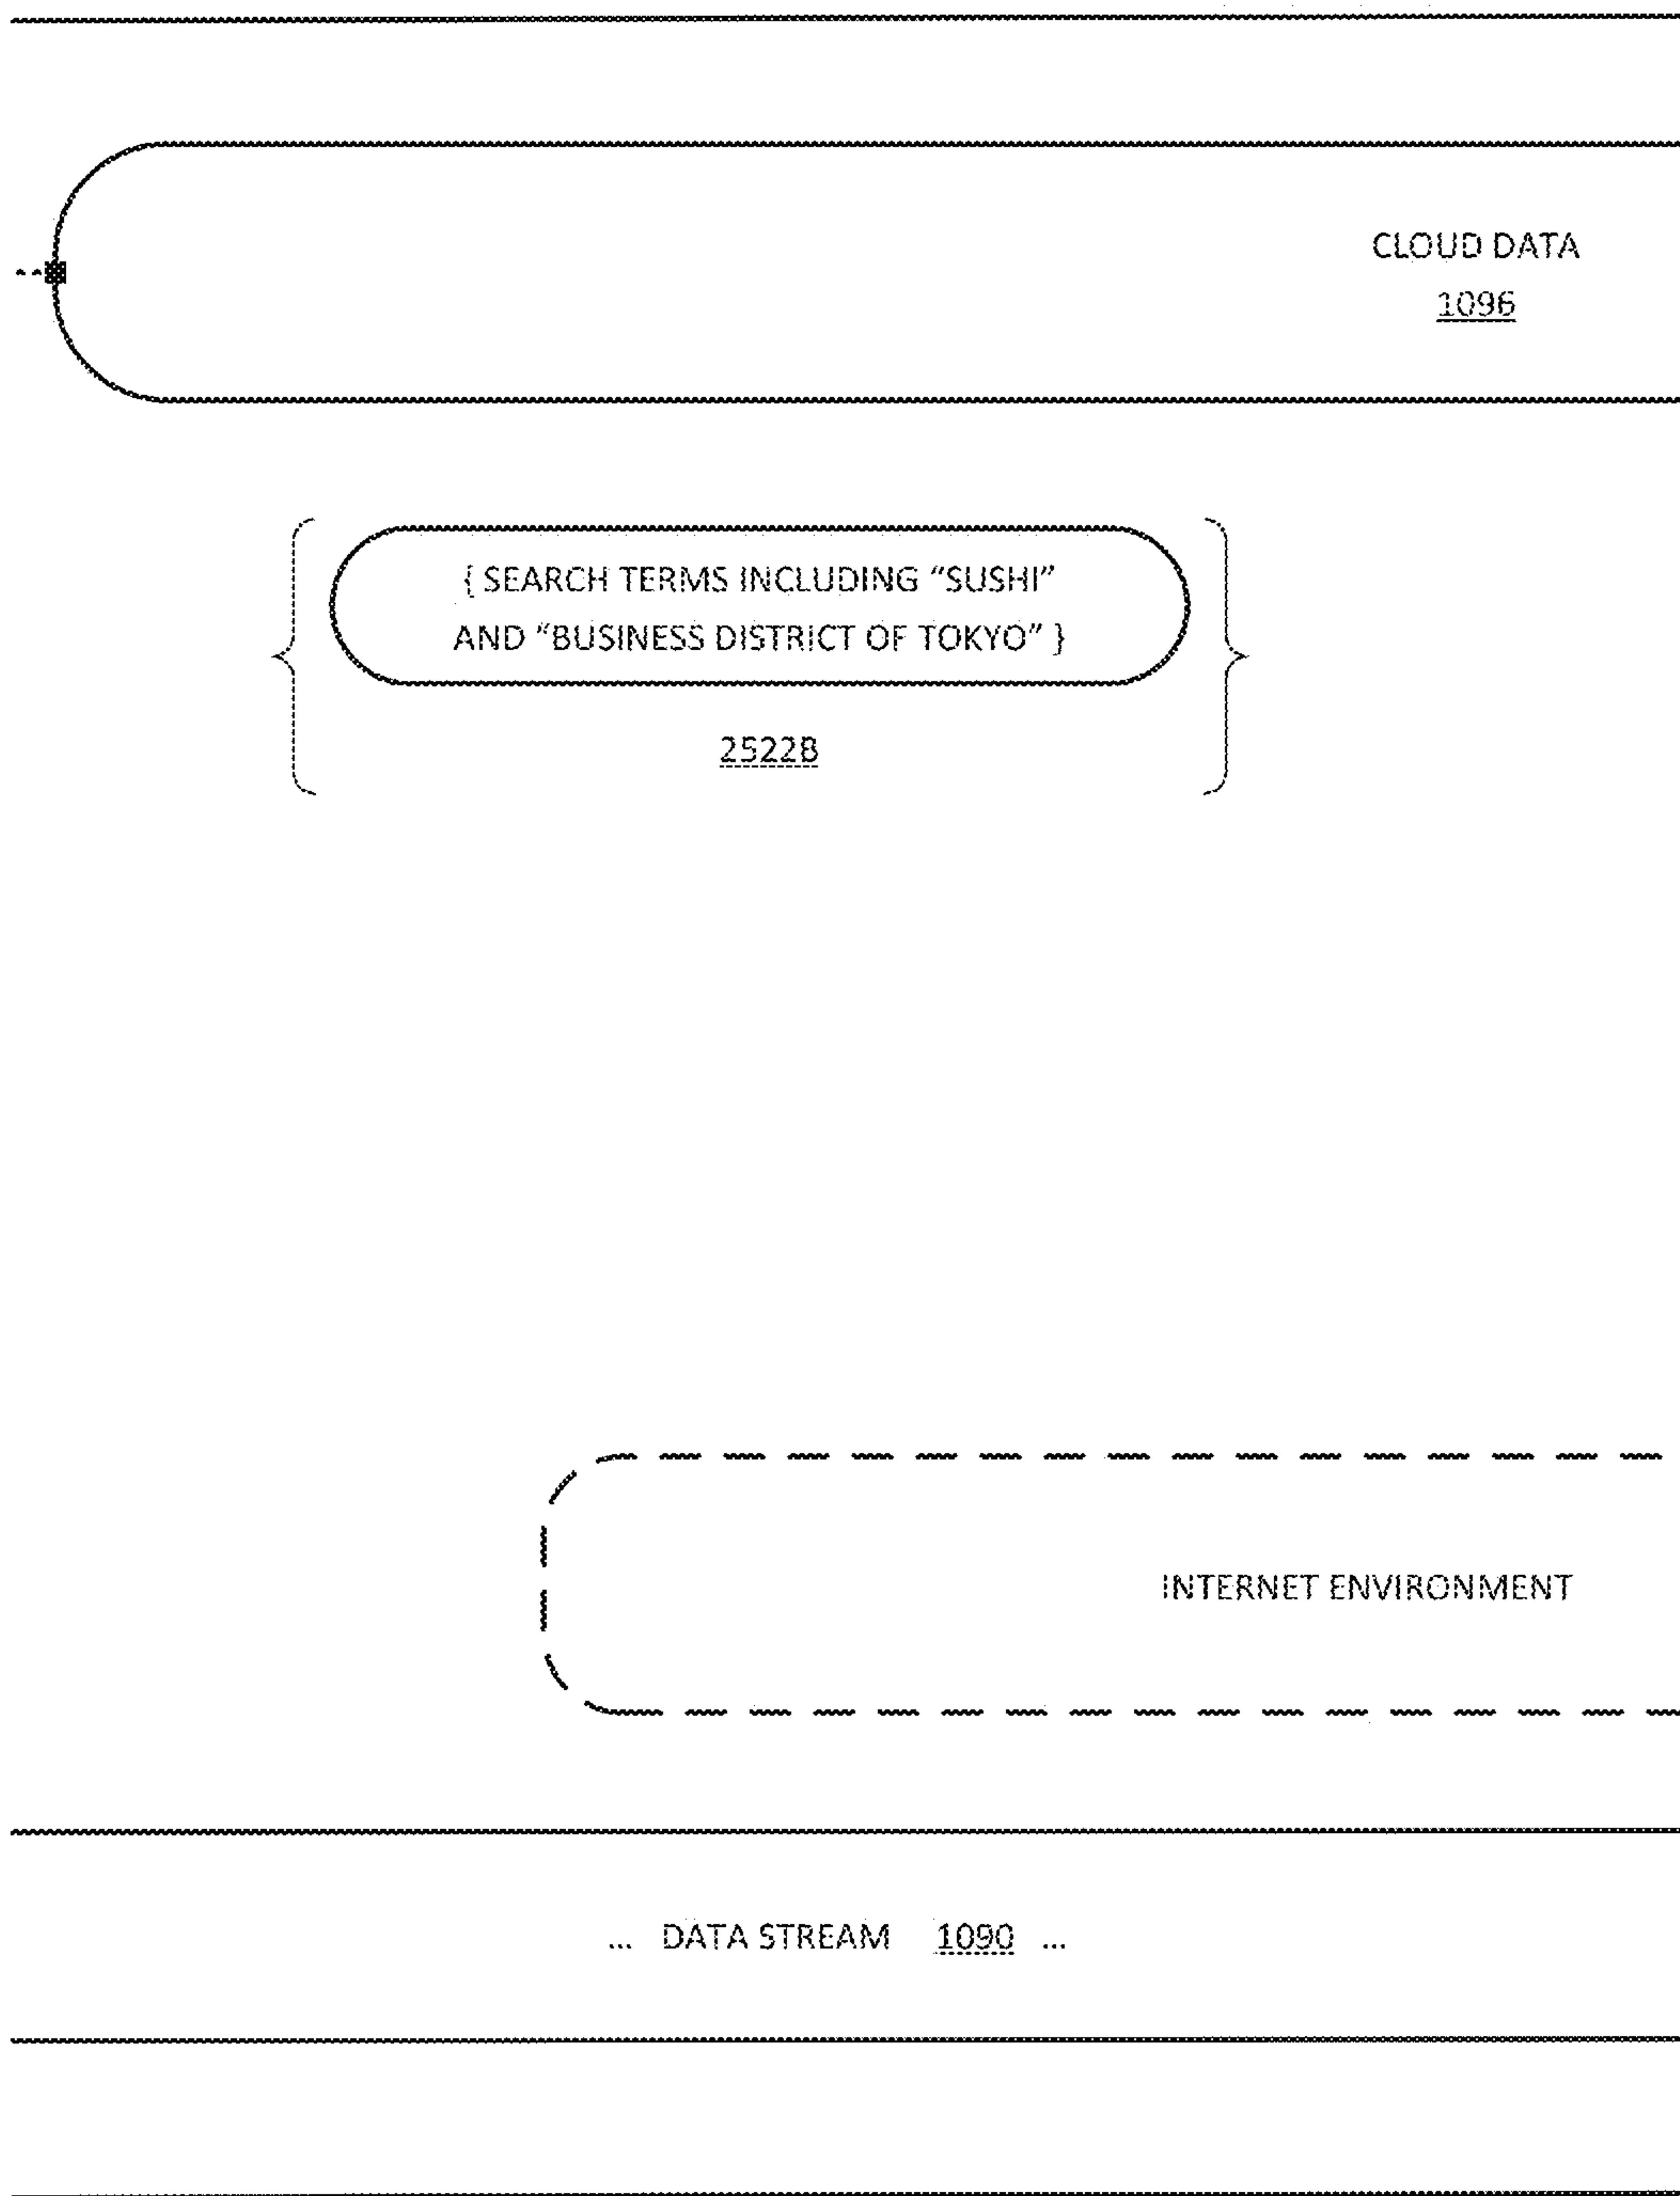 CLOUD DATA
1096
{ SEARCH TERMS INCLUDING “SUSHI”
AND “BUSINESS DISTRICT OF TOKYO” }
2522B
INTERNET ENVIRONMENT
... DATA STREAM 1090 ...